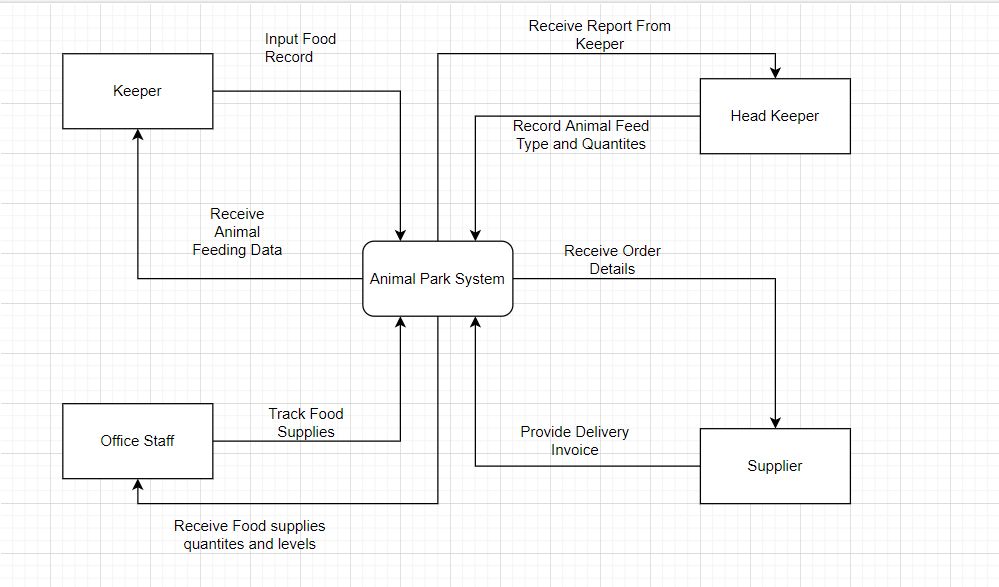 Receive Report From
Keeper
Input Food
Record
Keeper
Head Keeper
Record Animal Feed
Type and Quantites
Receive
Animal
Feeding Data
Receive Order
Details
Animal Park System
Track Food
Supplies
Office Staff
Provide Delivery
Invoice
Supplier
Receive Food supplies
quantites and levels